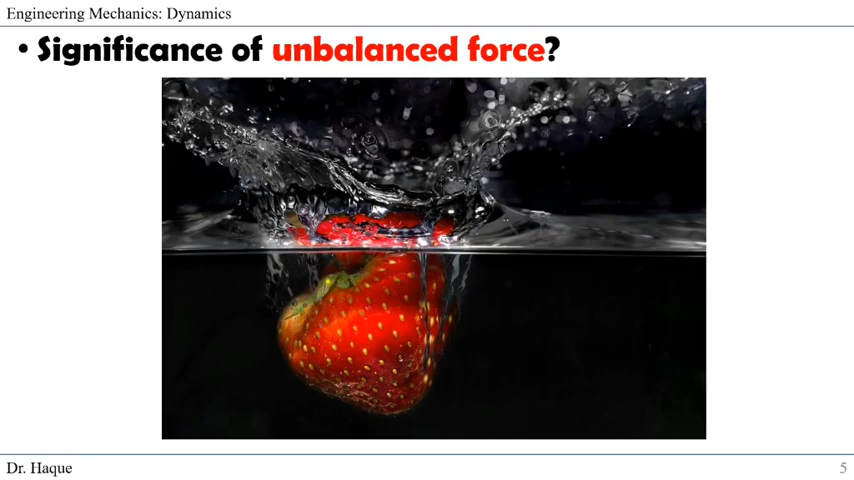 Engineering Mechanics: Dynamics
• Significance of unbalanced force?
Dr. Haque
5